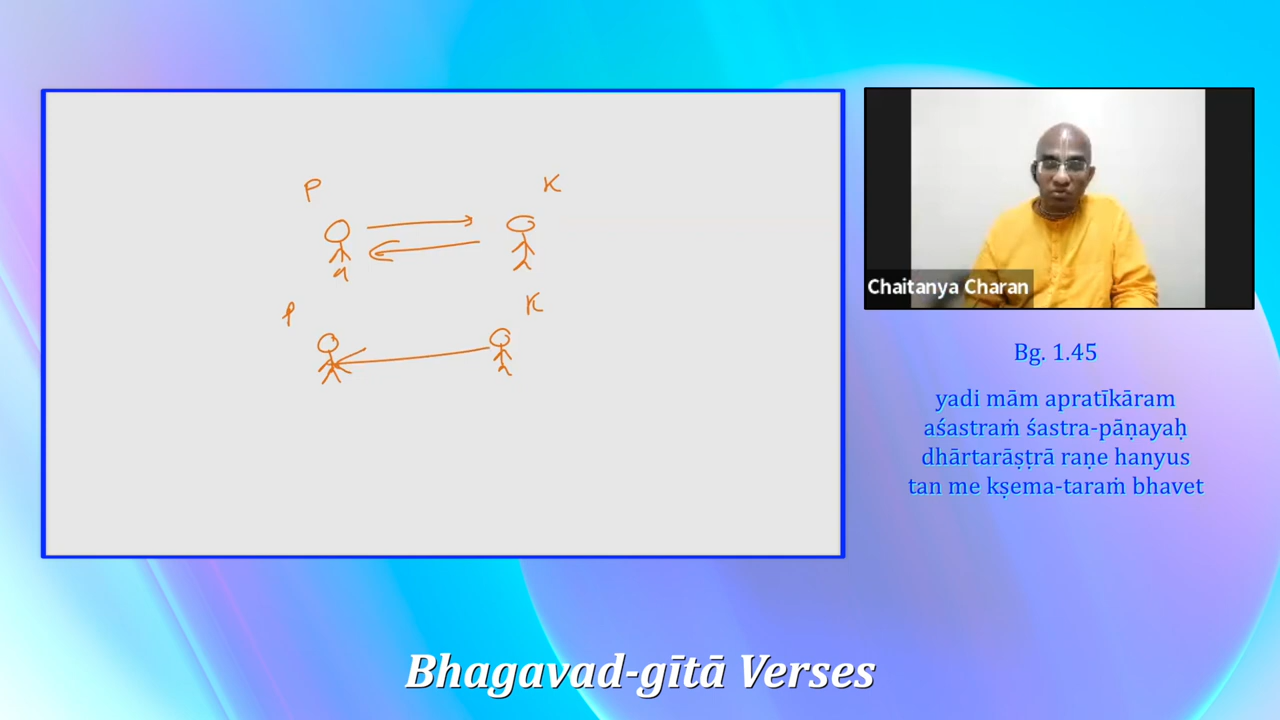 P K
P K
Chaitanya Charan
Bg. 1.45
yadi mām apratīkāram
aśastraṁ śastra-pāṇayaḥ
dhārtarāṣṭrā raṇe hanyus
tan me kṣema-taraṁ bhavet
Bhagavad-gītā Verses